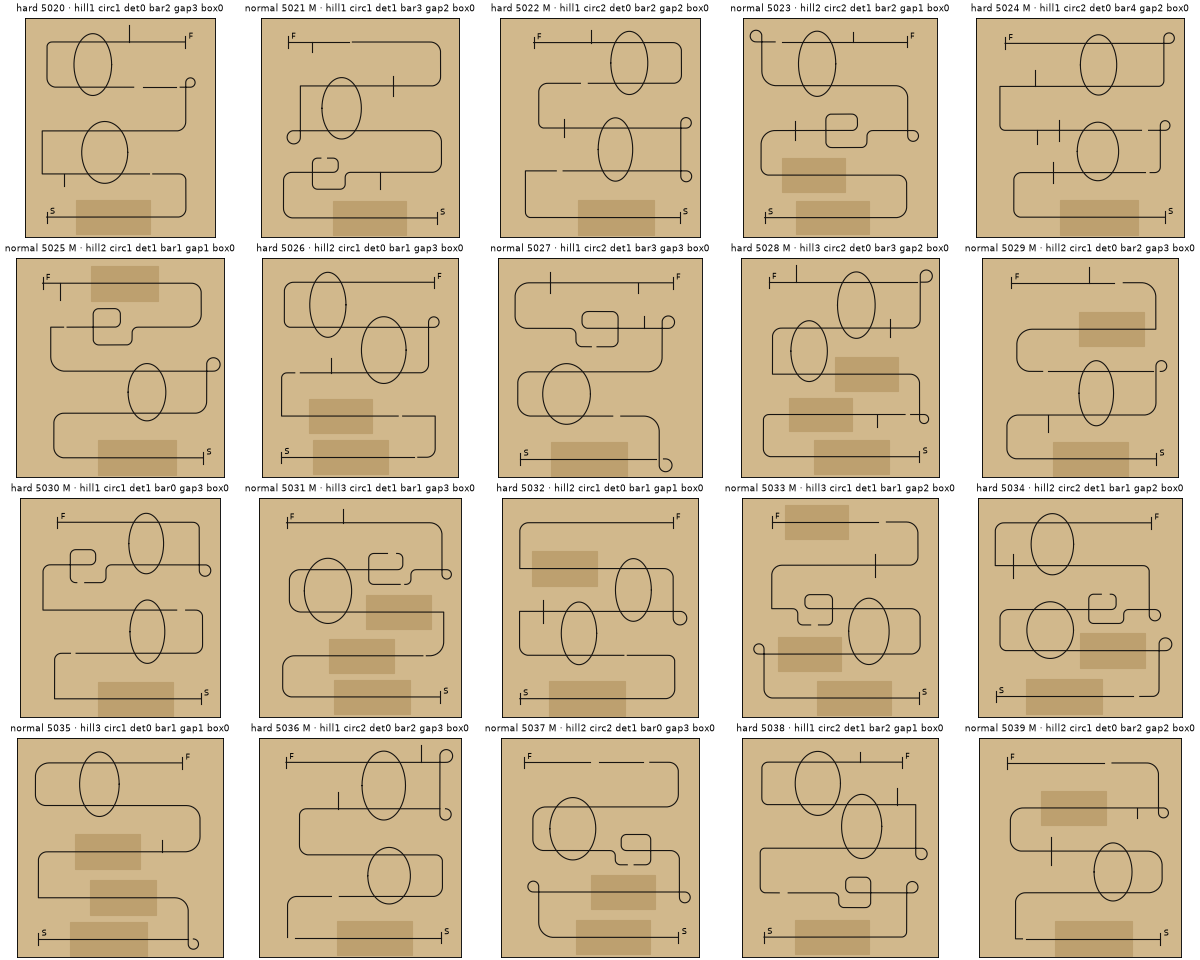 hard 5020 · hill1 circ1 det0 bar2 gap3 box0
normal 5021 M · hill1 circ1 det1 bar3 gap2 box0
hard 5022 M · hill1 circ2 det0 bar2 gap2 box0
normal 5023 · hill2 circ2 det1 bar2 gap1 box0
hard 5024 M · hill1 circ2 det0 bar4 gap2 box0
F
F
F
F
F
S
S
S
S
S
normal 5025 M · hill2 circ1 det1 bar1 gap1 box0
hard 5026 · hill2 circ1 det0 bar1 gap3 box0
normal 5027 · hill1 circ2 det1 bar3 gap3 box0
hard 5028 M · hill3 circ2 det0 bar3 gap2 box0
normal 5029 M · hill2 circ1 det0 bar2 gap3 box0
F
F
F
F
F
S
S
S
S
S
hard 5030 M · hill1 circ1 det1 bar0 gap3 box0
normal 5031 M · hill3 circ1 det1 bar1 gap3 box0
hard 5032 · hill2 circ1 det0 bar1 gap1 box0
normal 5033 M · hill3 circ1 det1 bar1 gap2 box0
hard 5034 · hill2 circ2 det1 bar1 gap2 box0
F
F
F
F
F
S
S
S
S
S
normal 5035 · hill3 circ1 det0 bar1 gap1 box0
hard 5036 M · hill1 circ2 det0 bar2 gap3 box0
normal 5037 M · hill2 circ2 det1 bar0 gap3 box0
hard 5038 · hill1 circ2 det1 bar2 gap1 box0
normal 5039 M · hill2 circ1 det0 bar2 gap2 box0
F
F
F
F
F
S
S
S
S
S